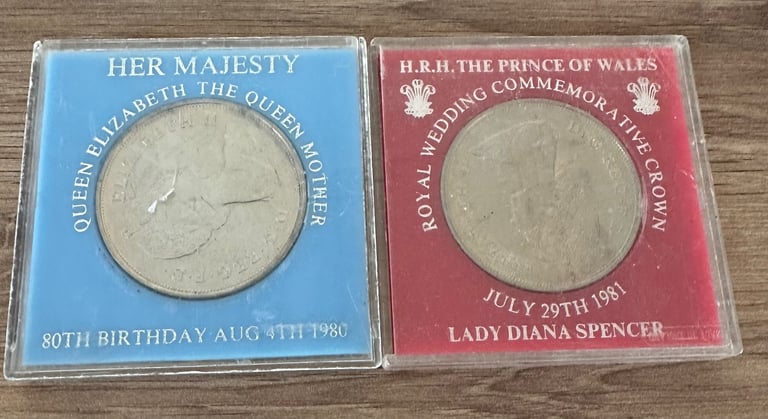 HER MAJESTY
QUEEN ELIZABETH THE QUEEN MOTHER
80TH BIRTHDAY AUG 4TH 1980
H.R.H. THE PRINCE OF WALES
ROYAL WEDDING COMMEMORATIVE CROWN
JULY 29TH 1981
LADY DIANA SPENCER